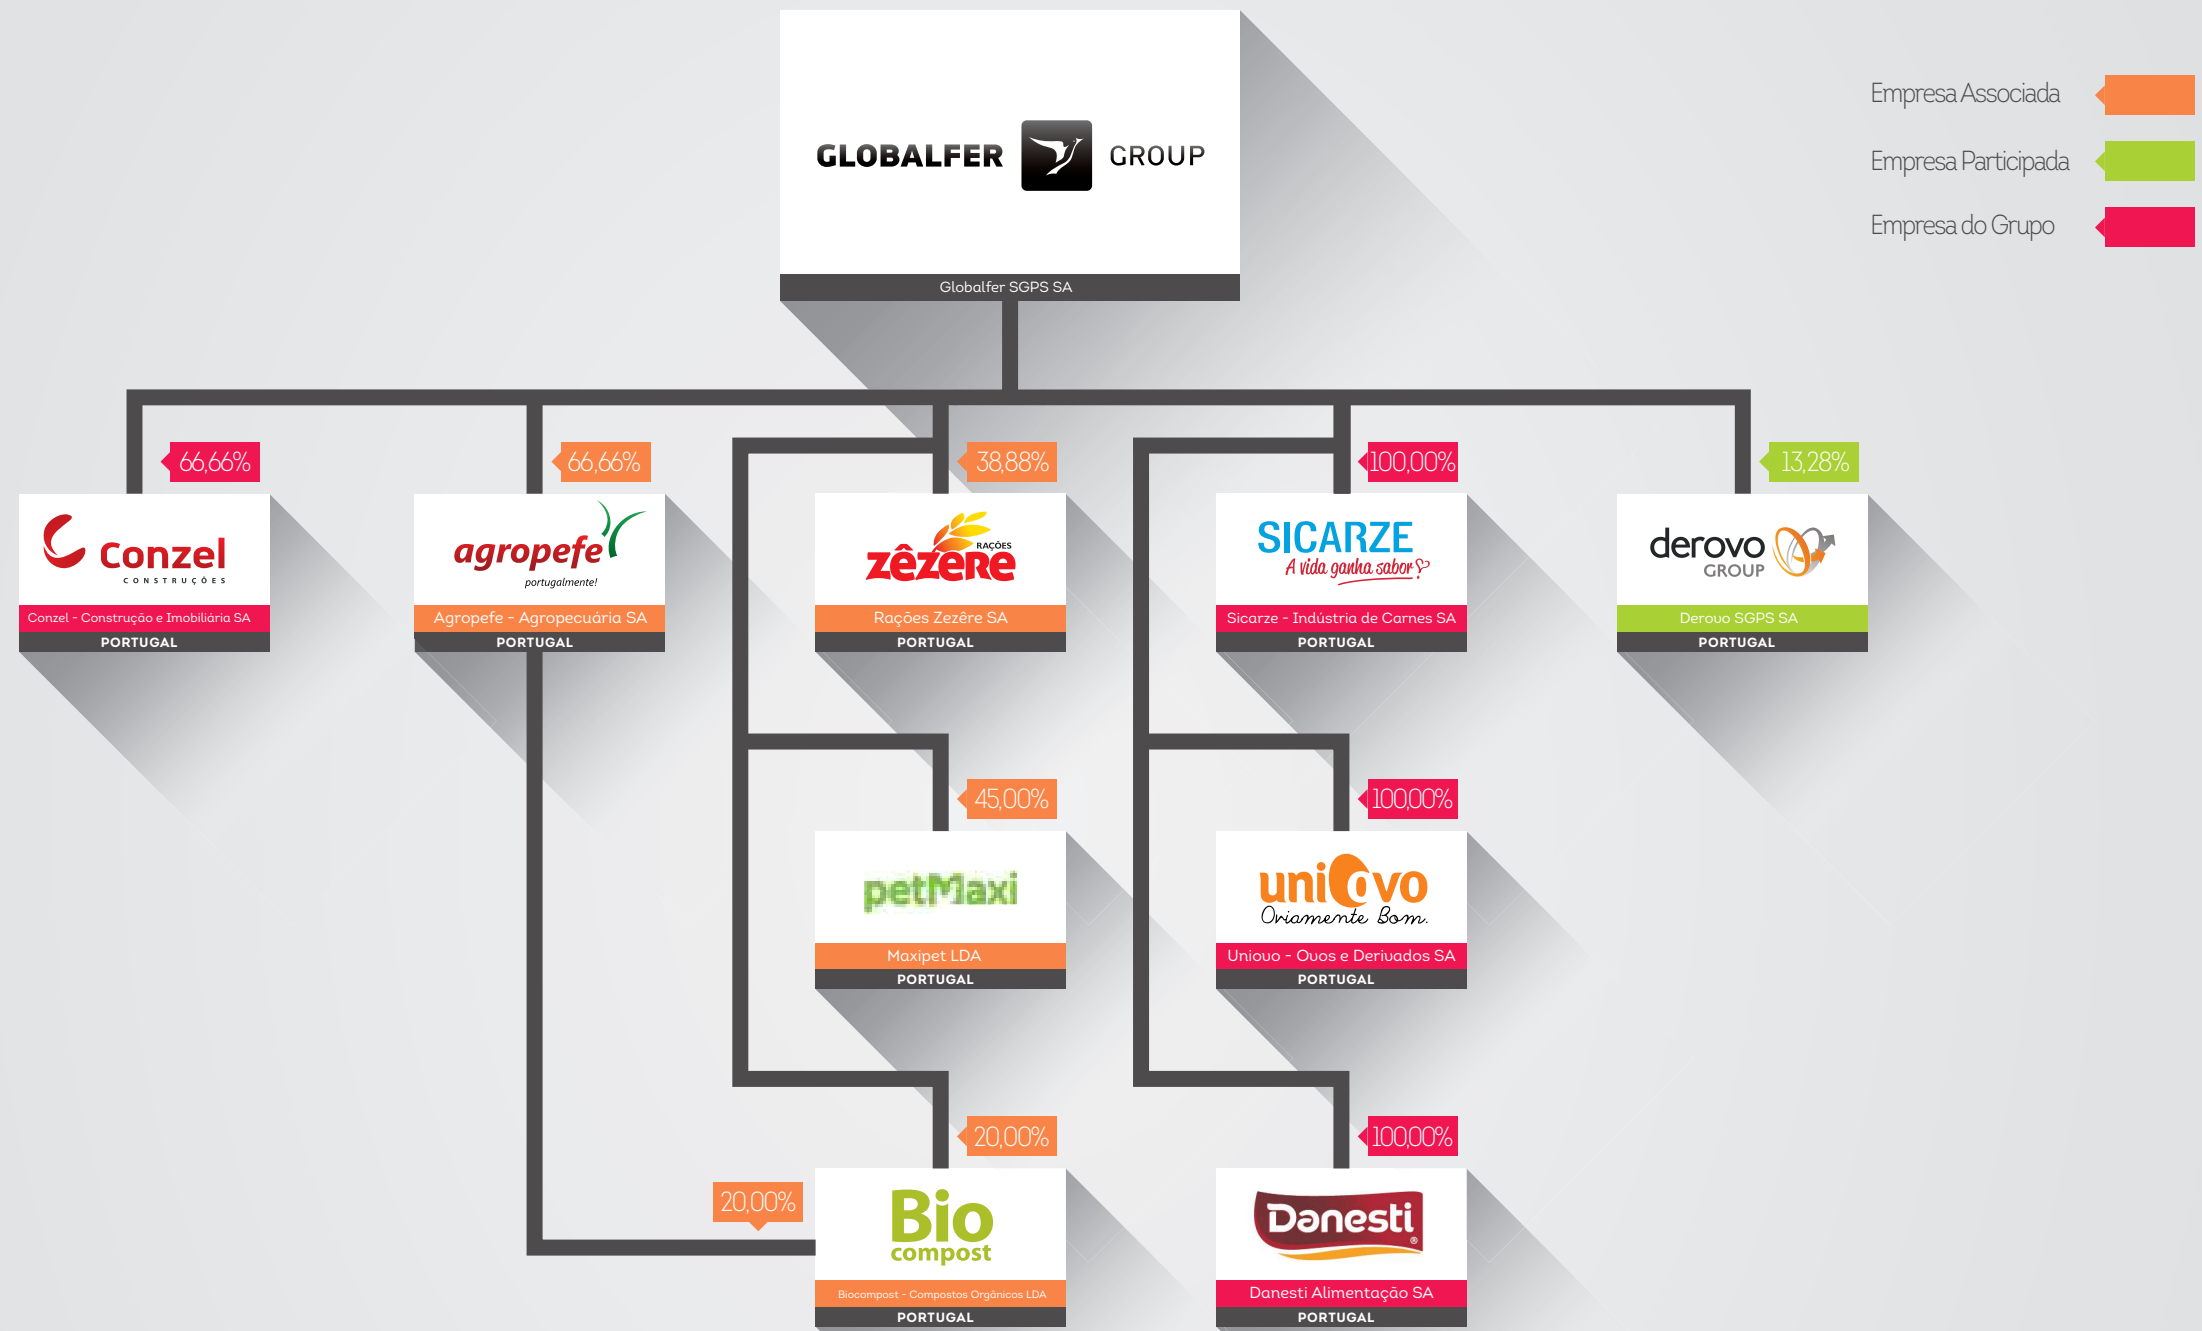 GLOBALFER GROUP
Globalfer SGPS SA
Empresa Associada
Empresa Participada
Empresa do Grupo
66,66%
66,66%
38,88%
100,00%
13,28%
Conzel
CONSTRUÇÕES
Conzel - Construção e Imobiliária SA
PORTUGAL
agropefe
portugalmente!
Agropefe - Agropecuária SA
PORTUGAL
RAÇÕES
zêzere
Rações Zezêre SA
PORTUGAL
SICARZE
A vida ganha sabor
Sicarze - Indústria de Carnes SA
PORTUGAL
derovo
GROUP
Derovo SGPS SA
PORTUGAL
45,00%
100,00%
petMaxi
Maxipet LDA
PORTUGAL
uniovo
Oviamente Bom.
Uniovo - Ovos e Derivados SA
PORTUGAL
20,00%
100,00%
20,00%
Bio
compost
Biocompost - Compostos Orgânicos LDA
PORTUGAL
Danesti
®
Danesti Alimentação SA
PORTUGAL